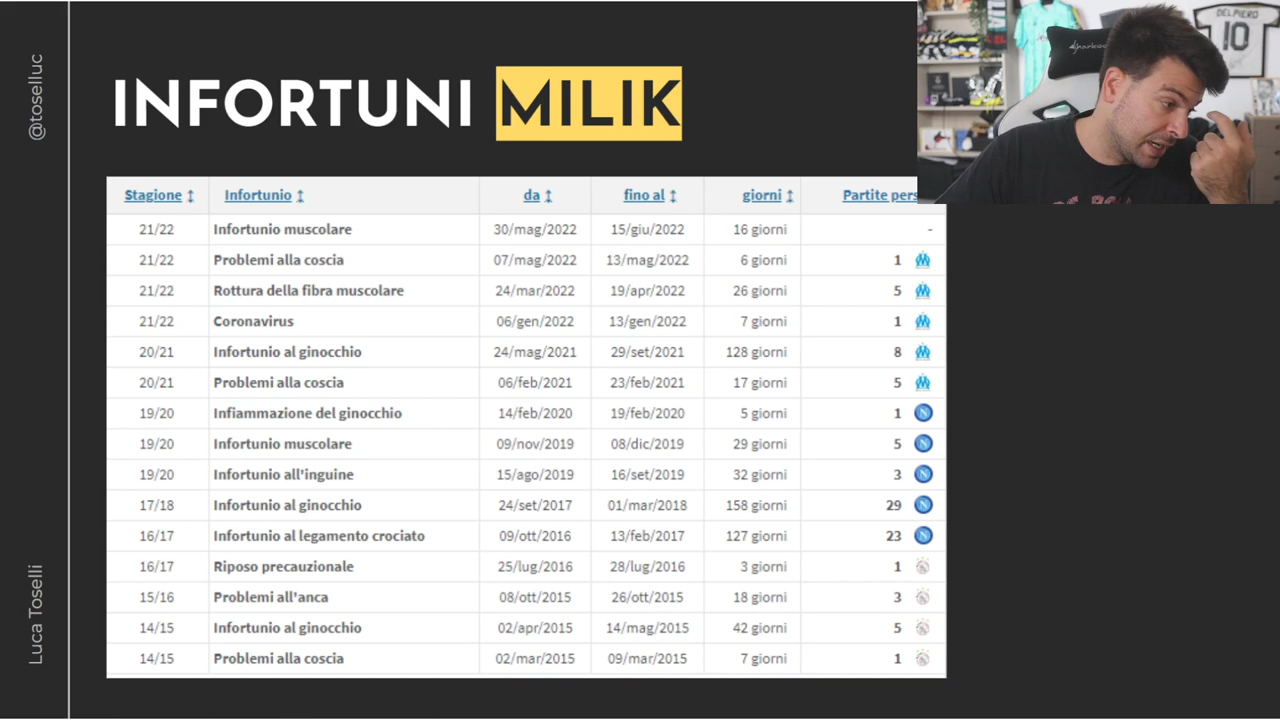 @toselluc
Luca Toselli
INFORTUNI MILIK
DEL PIERO
10
Stagione Infortunio da fino al giorni Partite pers
21/22 Infortunio muscolare 30/mag/2022 15/giu/2022 16 giorni -
21/22 Problemi alla coscia 07/mag/2022 13/mag/2022 6 giorni 1
21/22 Rottura della fibra muscolare 24/mar/2022 19/apr/2022 26 giorni 5
21/22 Coronavirus 06/gen/2022 13/gen/2022 7 giorni 1
20/21 Infortunio al ginocchio 24/mag/2021 29/set/2021 128 giorni 8
20/21 Problemi alla coscia 06/feb/2021 23/feb/2021 17 giorni 5
19/20 Infiammazione del ginocchio 14/feb/2020 19/feb/2020 5 giorni 1
19/20 Infortunio muscolare 09/nov/2019 08/dic/2019 29 giorni 5
19/20 Infortunio all'inguine 15/ago/2019 16/set/2019 32 giorni 3
17/18 Infortunio al ginocchio 24/set/2017 01/mar/2018 158 giorni 29
16/17 Infortunio al legamento crociato 09/ott/2016 13/feb/2017 127 giorni 23
16/17 Riposo precauzionale 25/lug/2016 28/lug/2016 3 giorni 1
15/16 Problemi all'anca 08/ott/2015 26/ott/2015 18 giorni 3
14/15 Infortunio al ginocchio 02/apr/2015 14/mag/2015 42 giorni 5
14/15 Problemi alla coscia 02/mar/2015 09/mar/2015 7 giorni 1